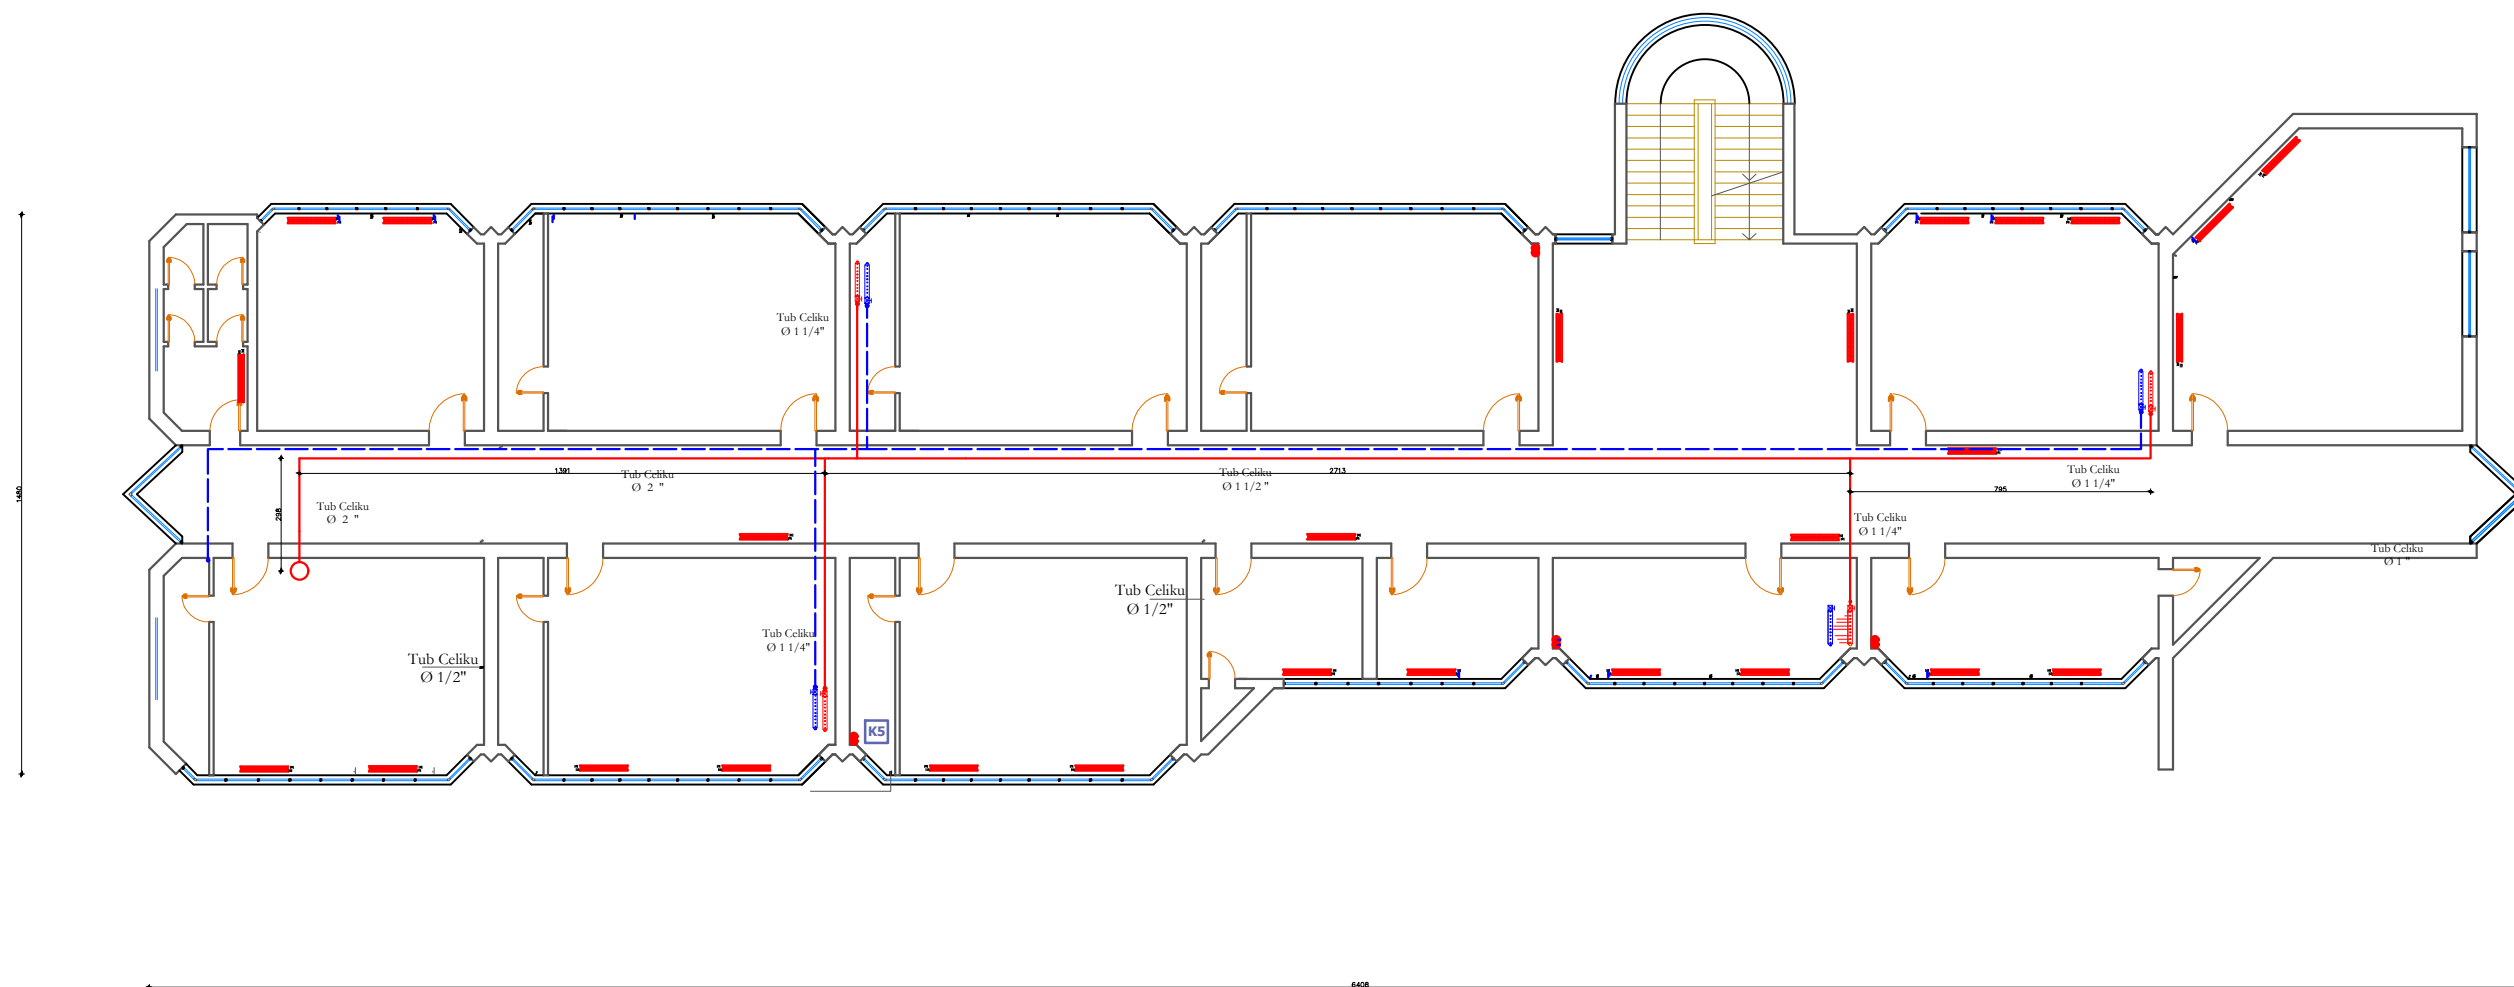 Tub Celiku
Ø 1 1/4"
1391
Tub Celiku
Ø 2 "
2713
Tub Celiku
Ø 1 1/2 "
Tub Celiku
Ø 1 1/4"
795
1480
298
Tub Celiku
Ø 2 "
Tub Celiku
Ø 1 1/4"
Tub Celiku
Ø 1 "
Tub Celiku
Ø 1/2"
Tub Celiku
Ø 1 1/4"
Tub Celiku
Ø 1/2"
K5
6408